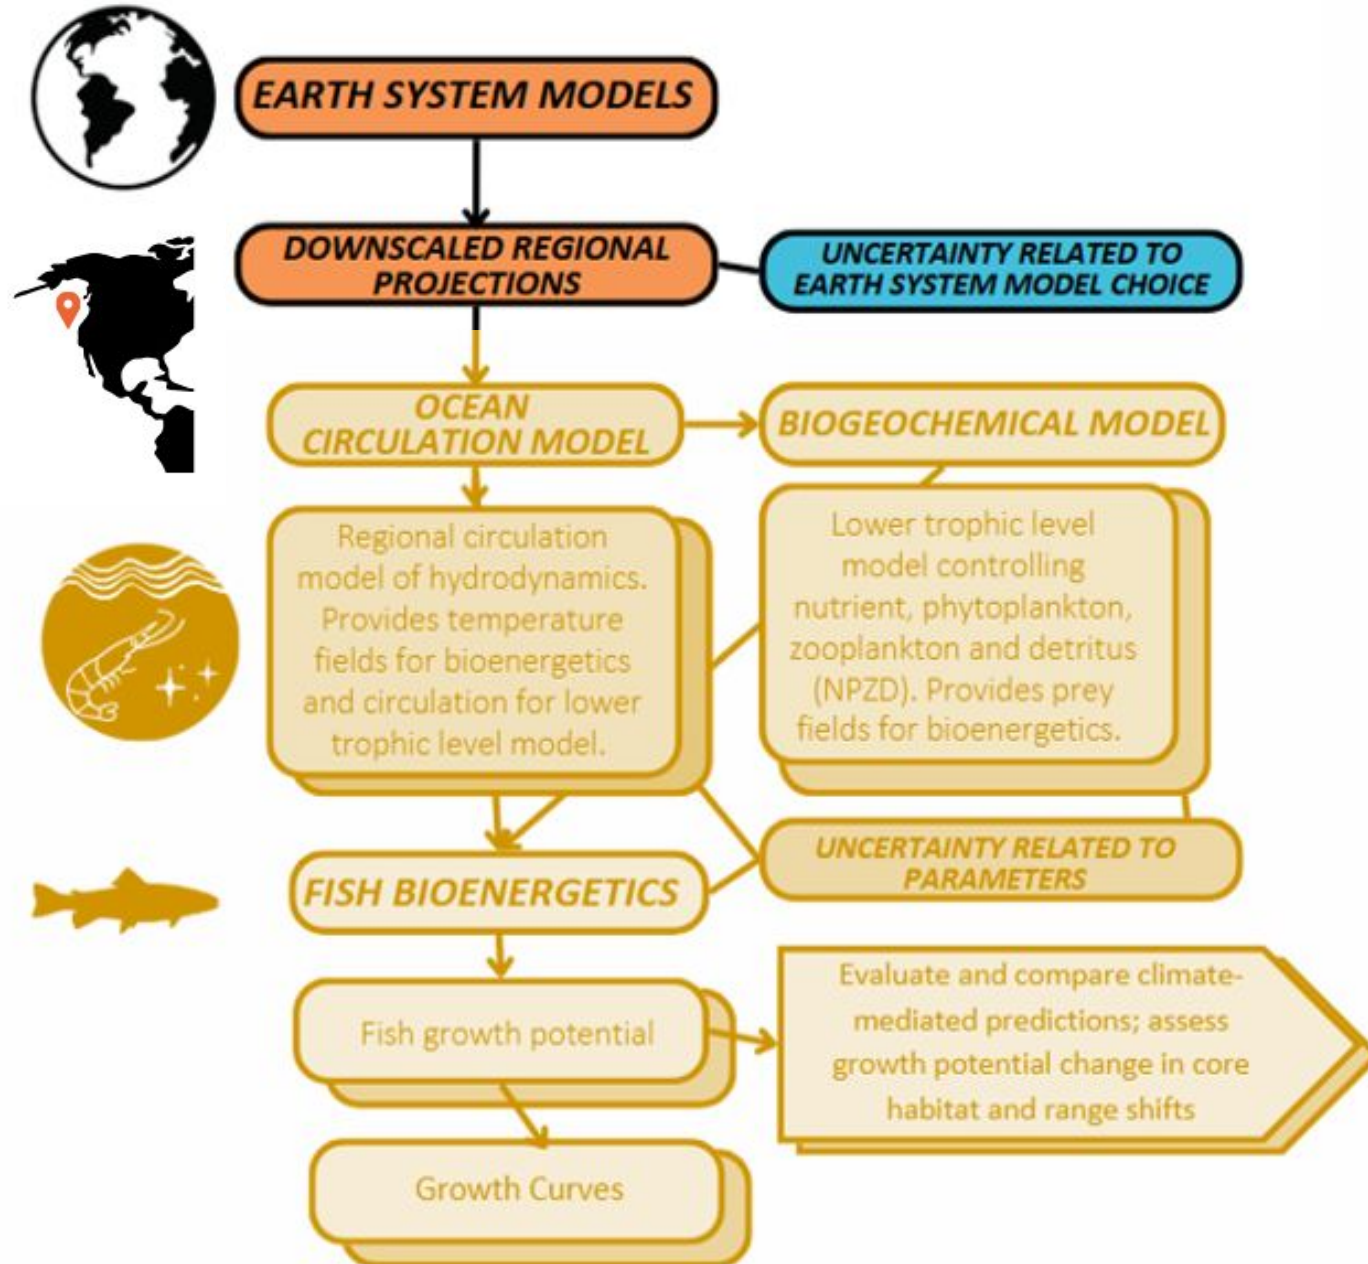 EARTH SYSTEM MODELS
DOWNSCALED REGIONAL
PROJECTIONS
UNCERTAINTY RELATED TO
EARTH SYSTEM MODEL CHOICE
OCEAN
CIRCULATION MODEL
BIOGEOCHEMICAL MODEL
Regional circulation
model of hydrodynamics.
Provides temperature
fields for bioenergetics
and circulation for lower
trophic level model.
Lower trophic level
model controlling
nutrient, phytoplankton,
zooplankton and detritus
(NPZD). Provides prey
fields for bioenergetics.
UNCERTAINTY RELATED TO
PARAMETERS
FISH BIOENERGETICS
Fish growth potential
Evaluate and compare climate-
mediated predictions; assess
growth potential change in core
habitat and range shifts
Growth Curves